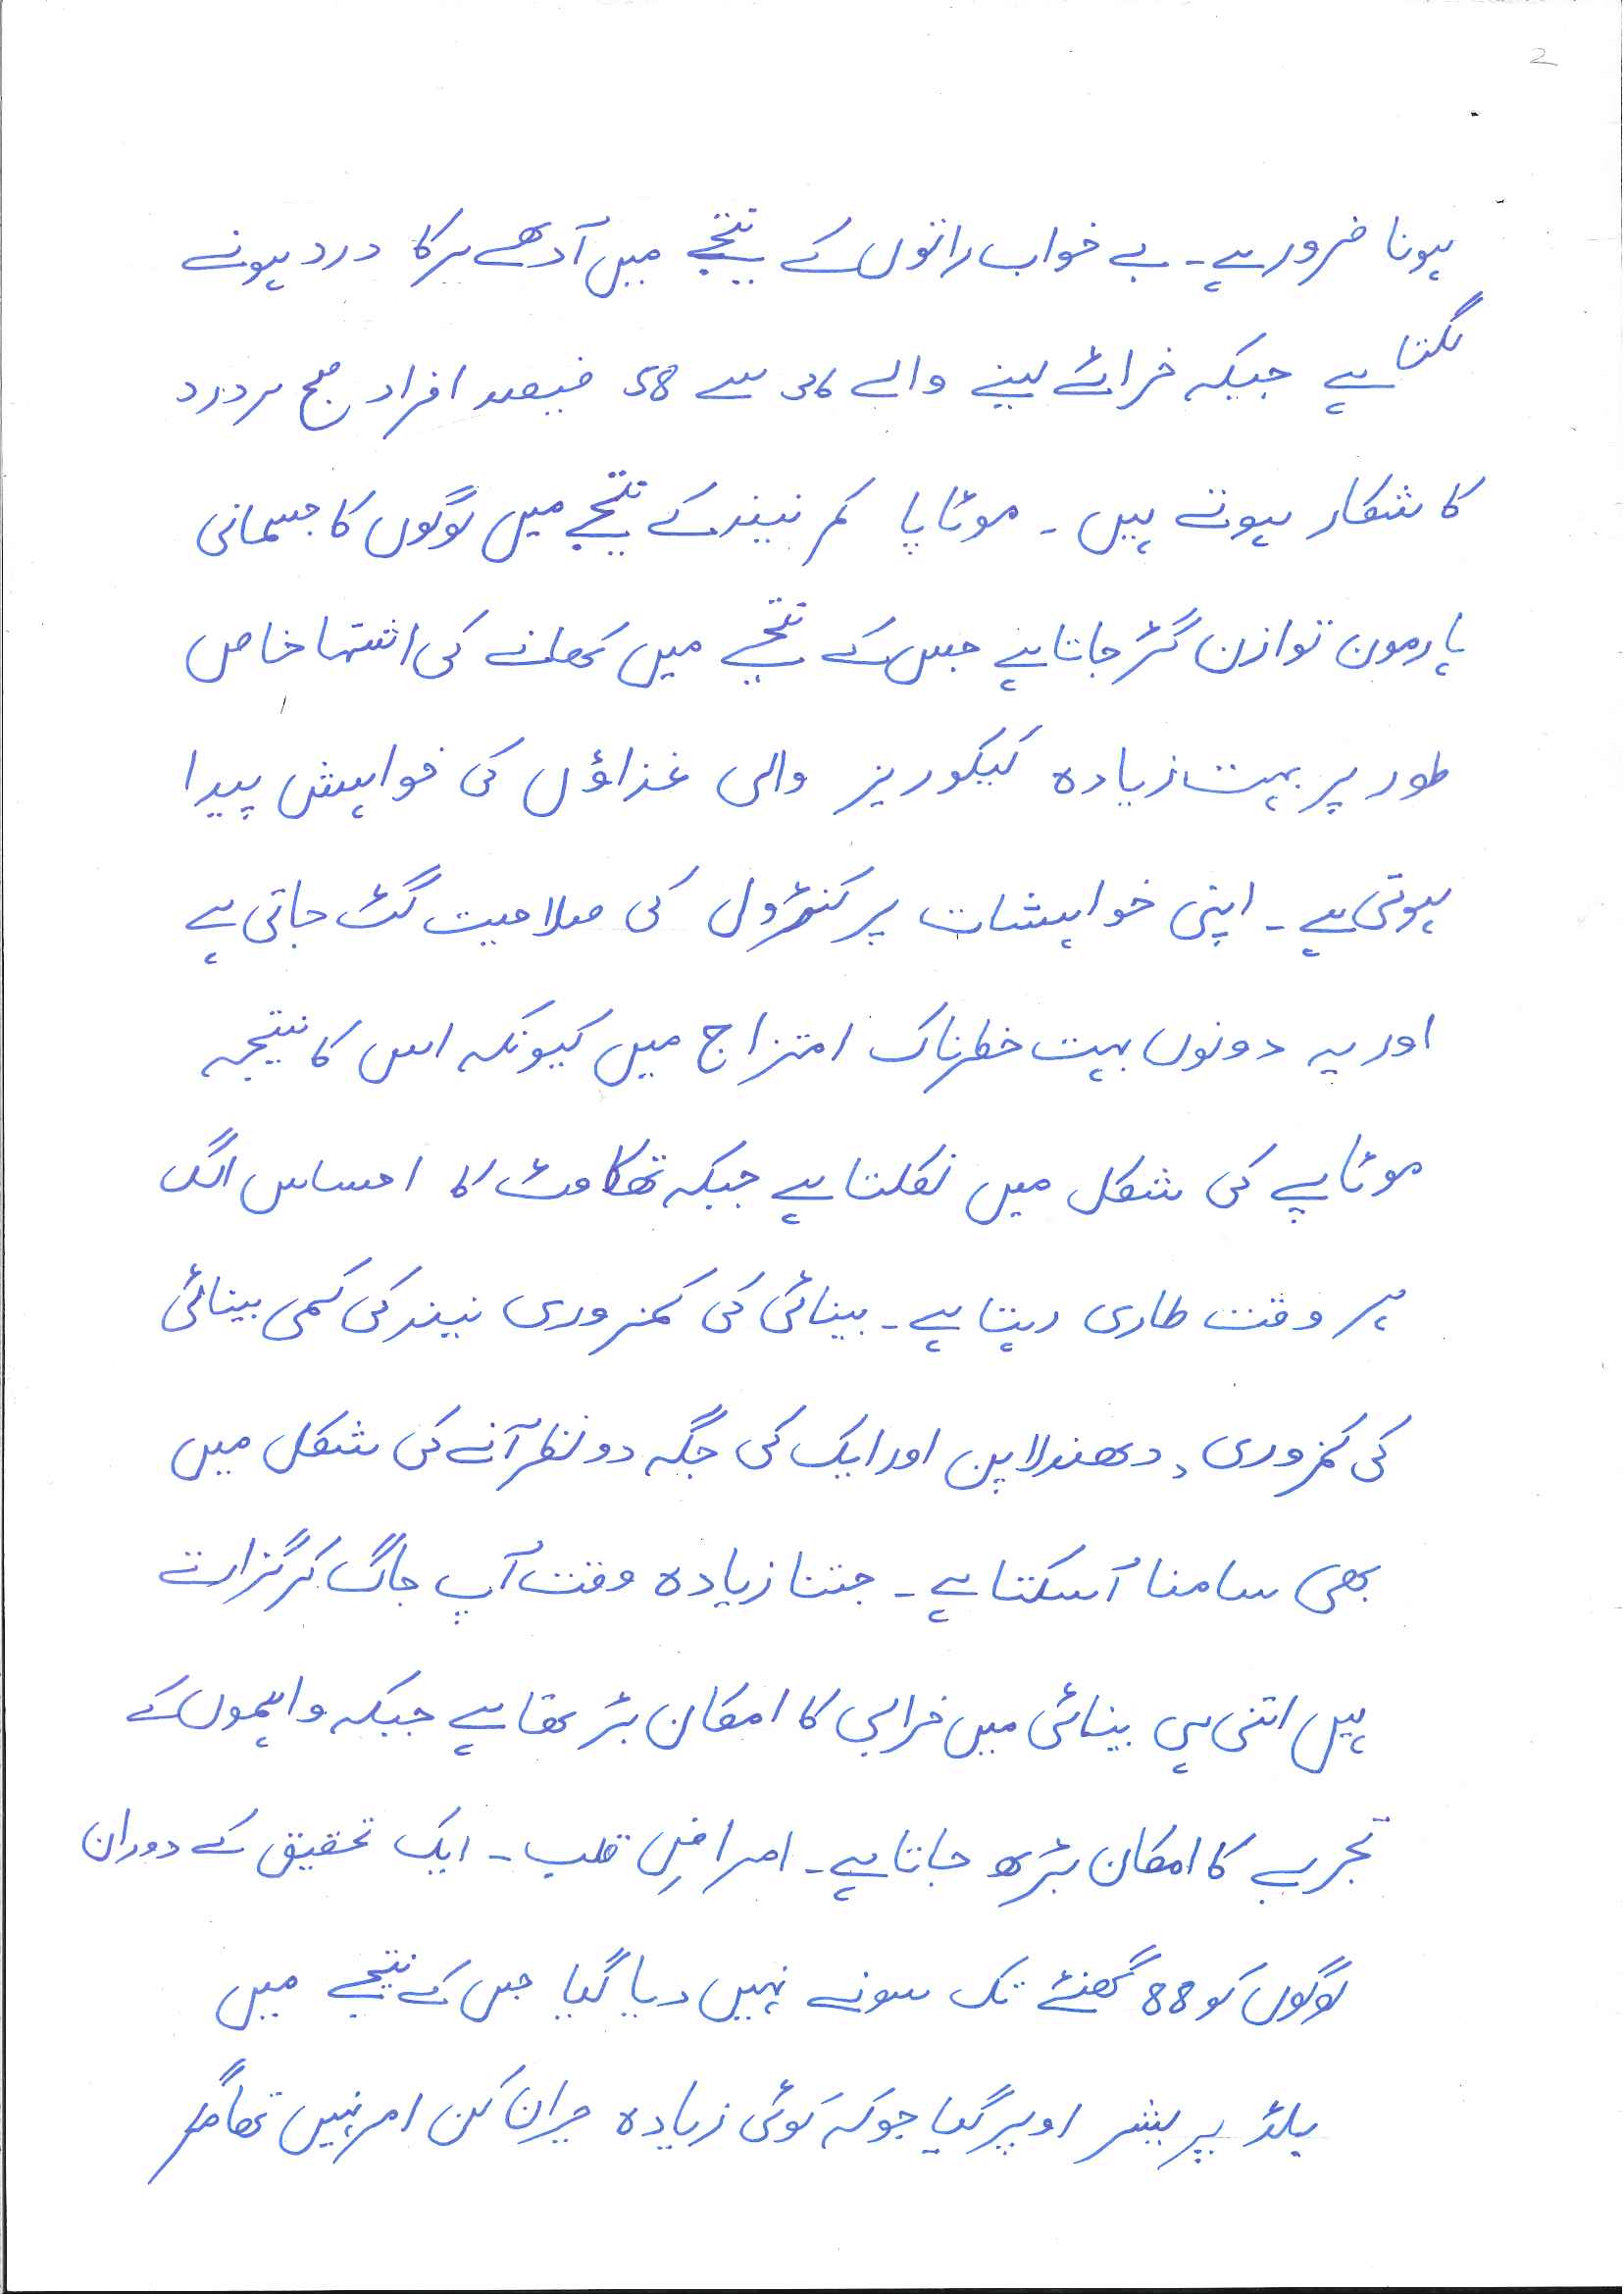 2
ہونا ضرور ہے۔ بے خواب راتوں کے نتیجے میں آدھے سر کا درد ہونے
لگتا ہے جبکہ خراٹے لینے والے 36 سے 58 فیصد افراد صبح سر درد
کا شکار ہوتے ہیں۔ موٹاپا کم نیند کے نتیجے میں لوگوں کا جسمانی
ہارمون توازن گڑ جاتا ہے جس کے نتیجے میں کھانے کی اشتہا خاص
طور پر بہت زیادہ کیکوریز والی غذاؤں کی خواہش پیدا
ہوتی ہے۔ اپنی خواہشات پر کنٹرول کی صلاحیت گٹ جاتی ہے
اور یہ دونوں بہت خطرناک امتزاج میں کیونکہ اس کا نتیجہ
موٹاپے کی شکل میں نکلتا ہے جبکہ تھکاوٹ کا احساس الگ
ہر وقت طاری رہتا ہے۔ بینائی کی کمزوری نیند کی کمی بینائی
کی کمزوری، دھندلاپن اور ایک کی جگہ دو نظر آنے کی شکل میں
بھی سامنا آسکتا ہے۔ جتنا زیادہ وقت آپ جاگ کر گزارتے
ہیں اتنی ہی بینائی میں خرابی کا امکان بڑھتا ہے جبکہ واہموں کے
تجربے کا امکان بڑھ جاتا ہے۔ امراضِ قلب۔ ایک تحقیق کے دوران
لوگوں کو 88 گھنٹے تک سونے نہیں دیا گیا جس کے نتیجے میں
بلڈ پریشر اوپر گیا جو کہ کوئی زیادہ حیران کن امر نہیں تھا مگر